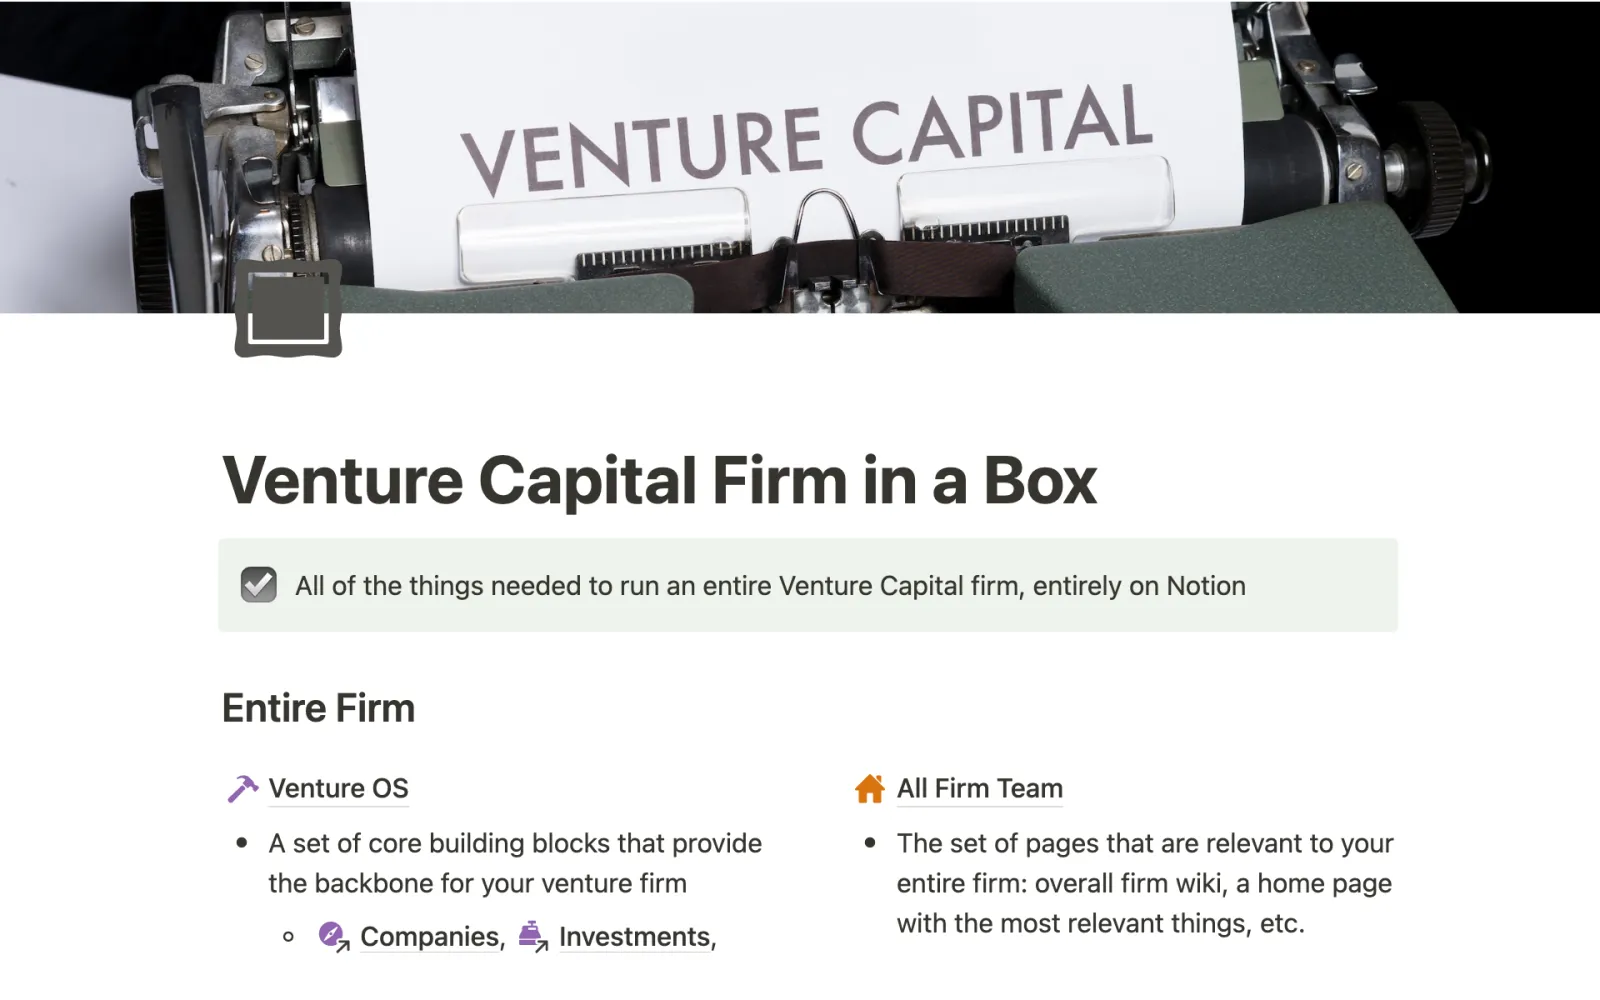 VENTURE CAPITAL
Venture Capital Firm in a Box
All of the things needed to run an entire Venture Capital firm, entirely on Notion
Entire Firm
Venture OS
A set of core building blocks that provide
the backbone for your venture firm
Companies, Investments,
All Firm Team
The set of pages that are relevant to your
entire firm: overall firm wiki, a home page
with the most relevant things, etc.